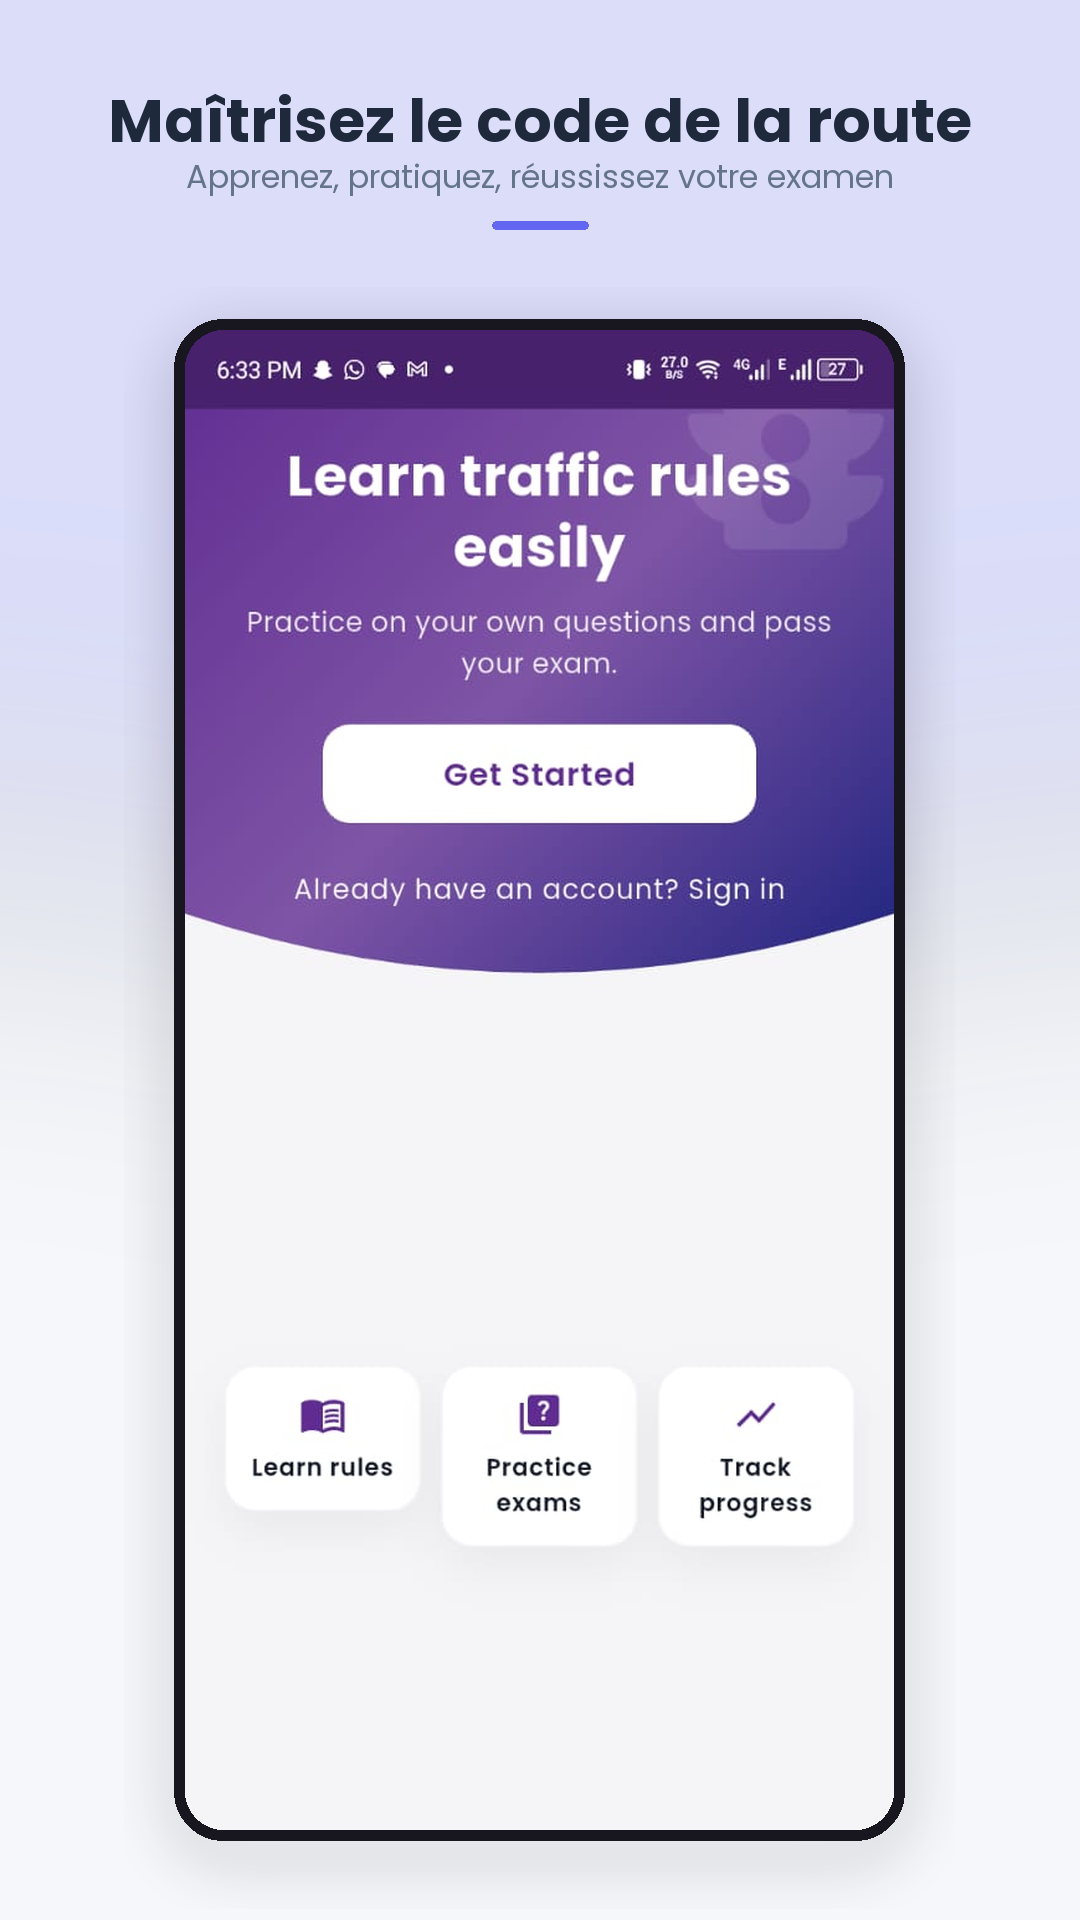 Maîtrisez le code de la route
Apprenez, pratiquez, réussissez votre examen
6:33 PM 27.0 B/S 4G E 27
Learn traffic rules
easily
Practice on your own questions and pass
your exam.
Get Started
Already have an account? Sign in
Learn rules
Practice
exams
Track
progress